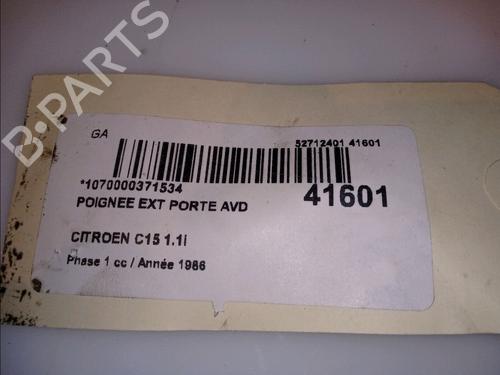 B-PARTS
GA
52712401 41601
*1070000371534
41601
POIGNEE EXT PORTE AVD
CITROEN C15 1.1i
Phase 1 cc / Année 1986